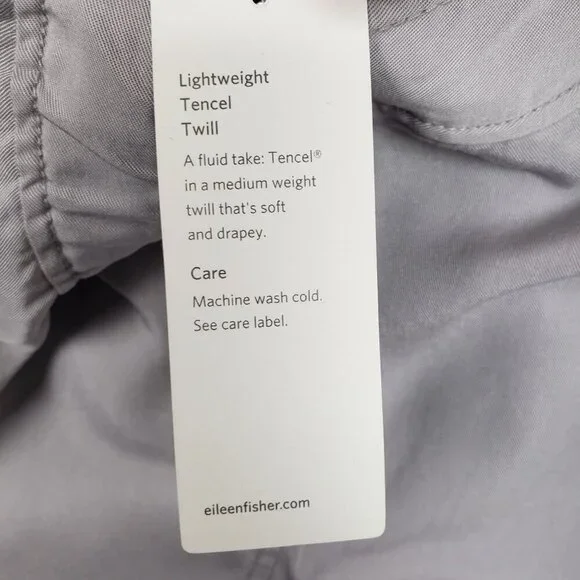 Lightweight
Tencel
Twill
A fluid take: Tencel®
in a medium weight
twill that's soft
and drapey.
Care
Machine wash cold.
See care label.
eileenfisher.com